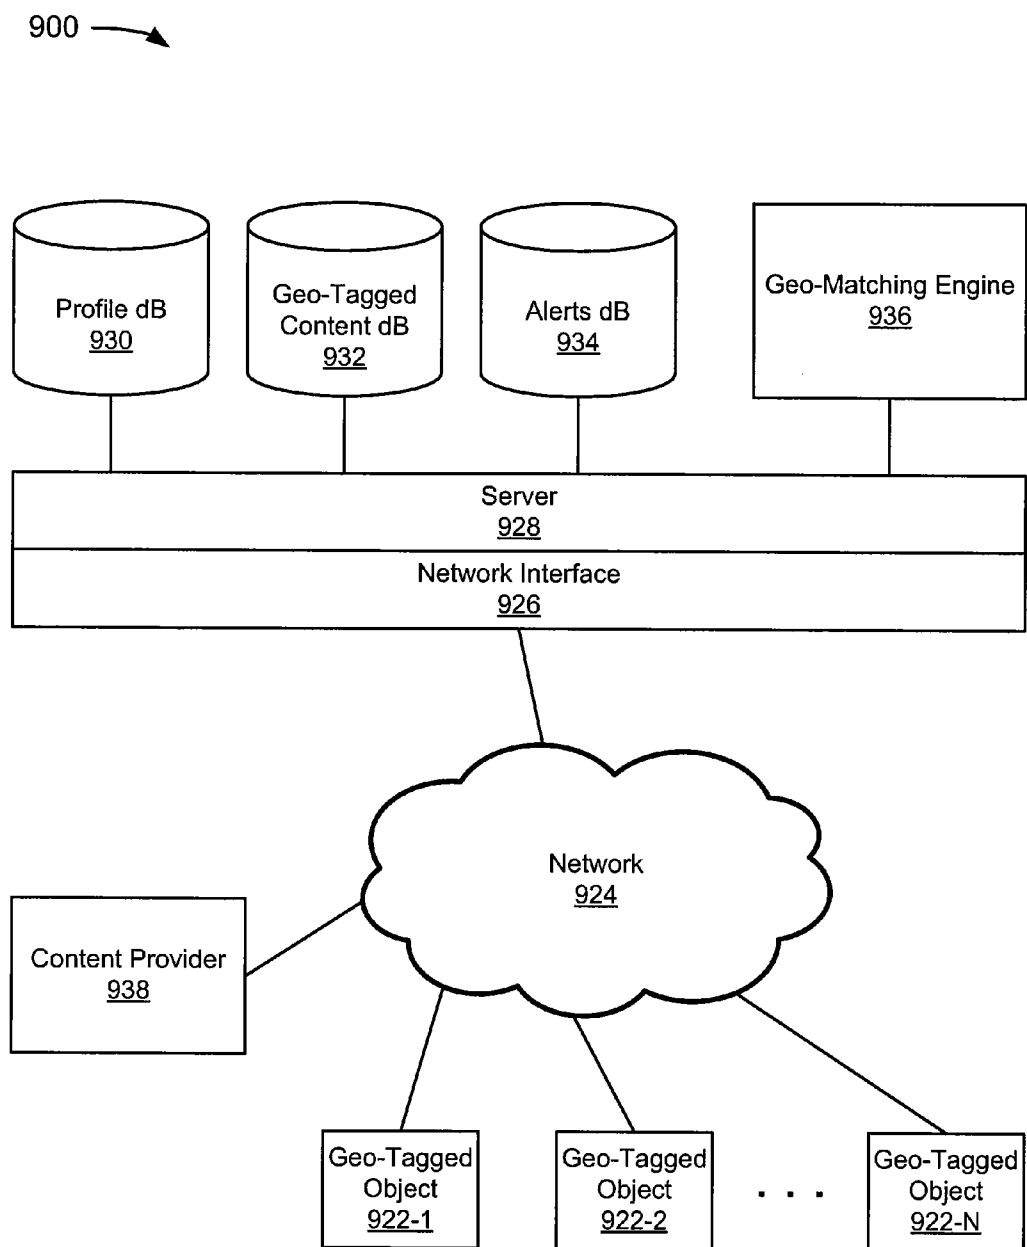 900
Profile dB
930
Geo-Tagged
Content dB
932
Alerts dB
934
Geo-Matching Engine
936
Server
928
Network Interface
926
Network
924
Content Provider
938
Geo-Tagged
Object
922-1
Geo-Tagged
Object
922-2
. . .
Geo-Tagged
Object
922-N